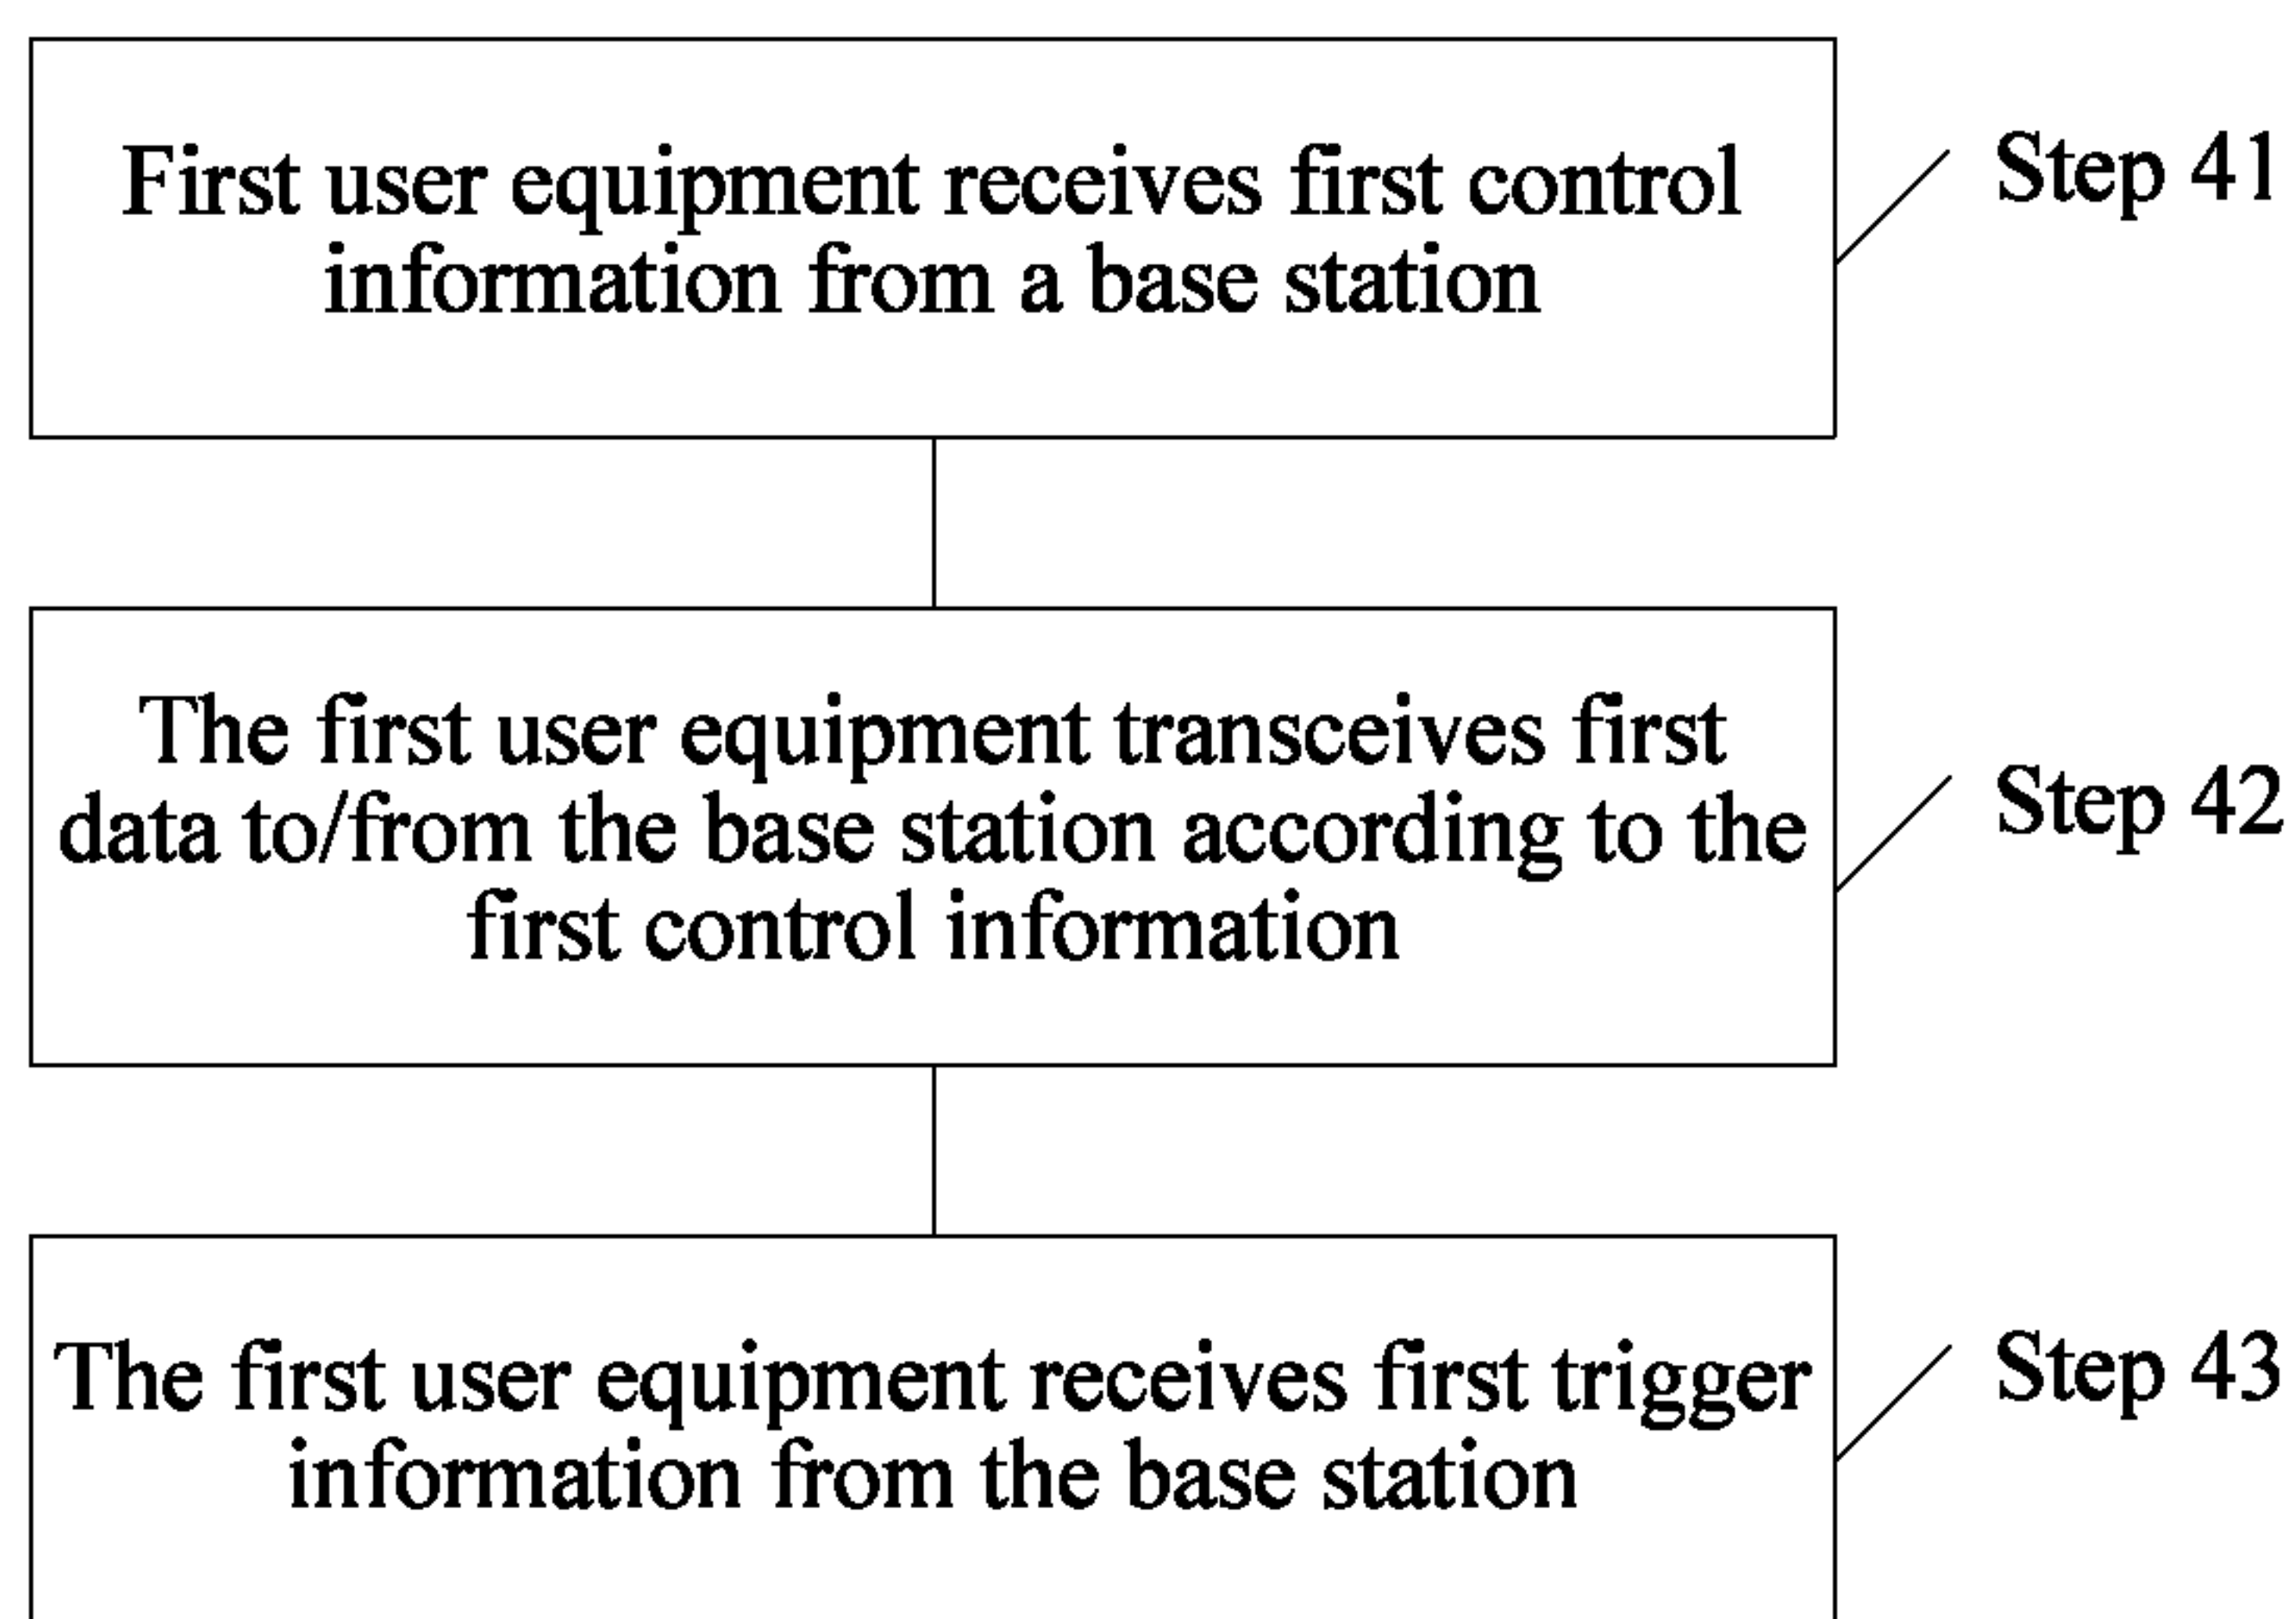 First user equipment receives first control
information from a base station
Step 41
The first user equipment transceives first
data to/from the base station according to the
first control information
Step 42
The first user equipment receives first trigger
information from the base station
Step 43